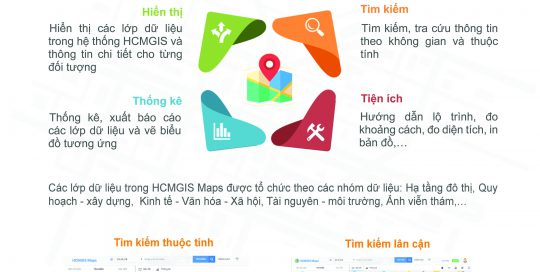 Hiển thị
Hiển thị các lớp dữ liệu
trong hệ thống HCMGIS và
thông tin chi tiết cho từng
đối tượng
Tìm kiếm
Tìm kiếm, tra cứu thông tin
theo không gian và thuộc
tính
Thống kê
Thống kê, xuất báo cáo
các lớp dữ liệu và vẽ biểu
đồ tương ứng
Tiện ích
Hướng dẫn lộ trình, đo
khoảng cách, đo diện tích, in
bản đồ,...
Các lớp dữ liệu trong HCMGIS Maps được tổ chức theo các nhóm dữ liệu: Hạ tầng đô thị, Quy
hoạch - xây dựng, Kinh tế - Văn hóa - Xã hội, Tài nguyên - môi trường, Ảnh viễn thám,...
Tìm kiếm thuộc tính
Tìm kiếm lân cận
HCMGIS Maps
HCMGIS Maps